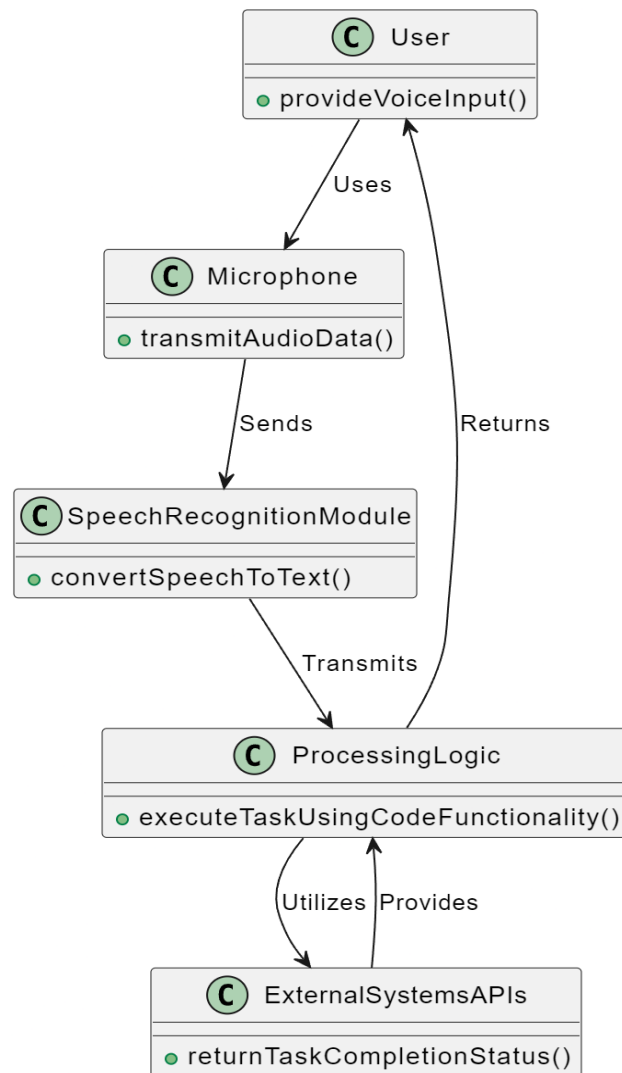 C User
provideVoiceInput()
Uses
C Microphone
transmitAudioData()
Sends
Returns
C SpeechRecognitionModule
convertSpeechToText()
Transmits
C ProcessingLogic
executeTaskUsingCodeFunctionality()
Utilizes
Provides
C ExternalSystemsAPIs
returnTaskCompletionStatus()